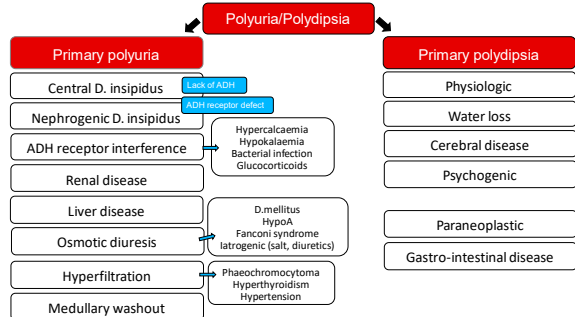 Polyuria/Polydipsia
Primary polyuria
Central D. insipidus
Lack of ADH
ADH receptor defect
Nephrogenic D. insipidus
ADH receptor interference
Hypercalcaemia
Hypokalaemia
Bacterial infection
Glucocorticoids
Renal disease
Liver disease
Osmotic diuresis
D.mellitus
HypoA
Fanconi syndrome
Iatrogenic (salt, diuretics)
Hyperfiltration
Phaeochromocytoma
Hyperthyroidism
Hypertension
Medullary washout
Primary polydipsia
Physiologic
Water loss
Cerebral disease
Psychogenic
Paraneoplastic
Gastro-intestinal disease